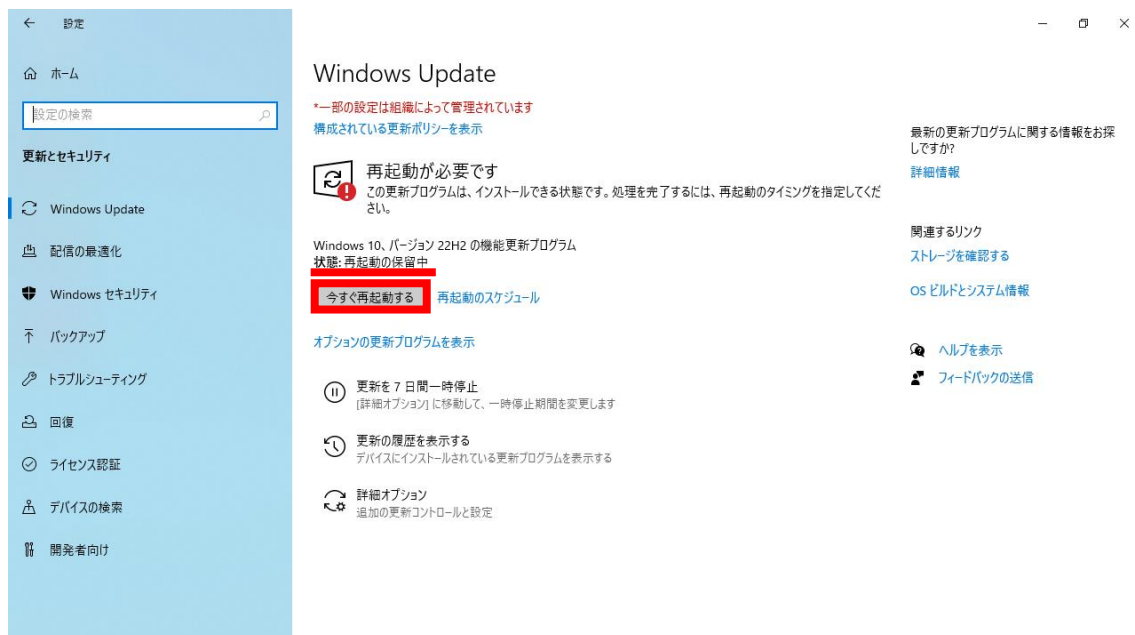 設定
ホーム
設定の検索
更新とセキュリティ
Windows Update
配信の最適化
Windows セキュリティ
バックアップ
トラブルシューティング
回復
ライセンス認証
デバイスの検索
開発者向け
Windows Update
*一部の設定は組織によって管理されています
構成されている更新ポリシーを表示
再起動が必要です
この更新プログラムは、インストールできる状態です。処理を完了するには、再起動のタイミングを指定してくだ
さい。
Windows 10、バージョン 22H2 の機能更新プログラム
状態: 再起動の保留中
今すぐ再起動する 再起動のスケジュール
オプションの更新プログラムを表示
更新を 7 日間一時停止
[詳細オプション] に移動して、一時停止期間を変更します
更新の履歴を表示する
デバイスにインストールされている更新プログラムを表示する
詳細オプション
追加の更新コントロールと設定
最新の更新プログラムに関する情報をお探
しですか?
詳細情報
関連するリンク
ストレージを確認する
OS ビルドとシステム情報
ヘルプを表示
フィードバックの送信